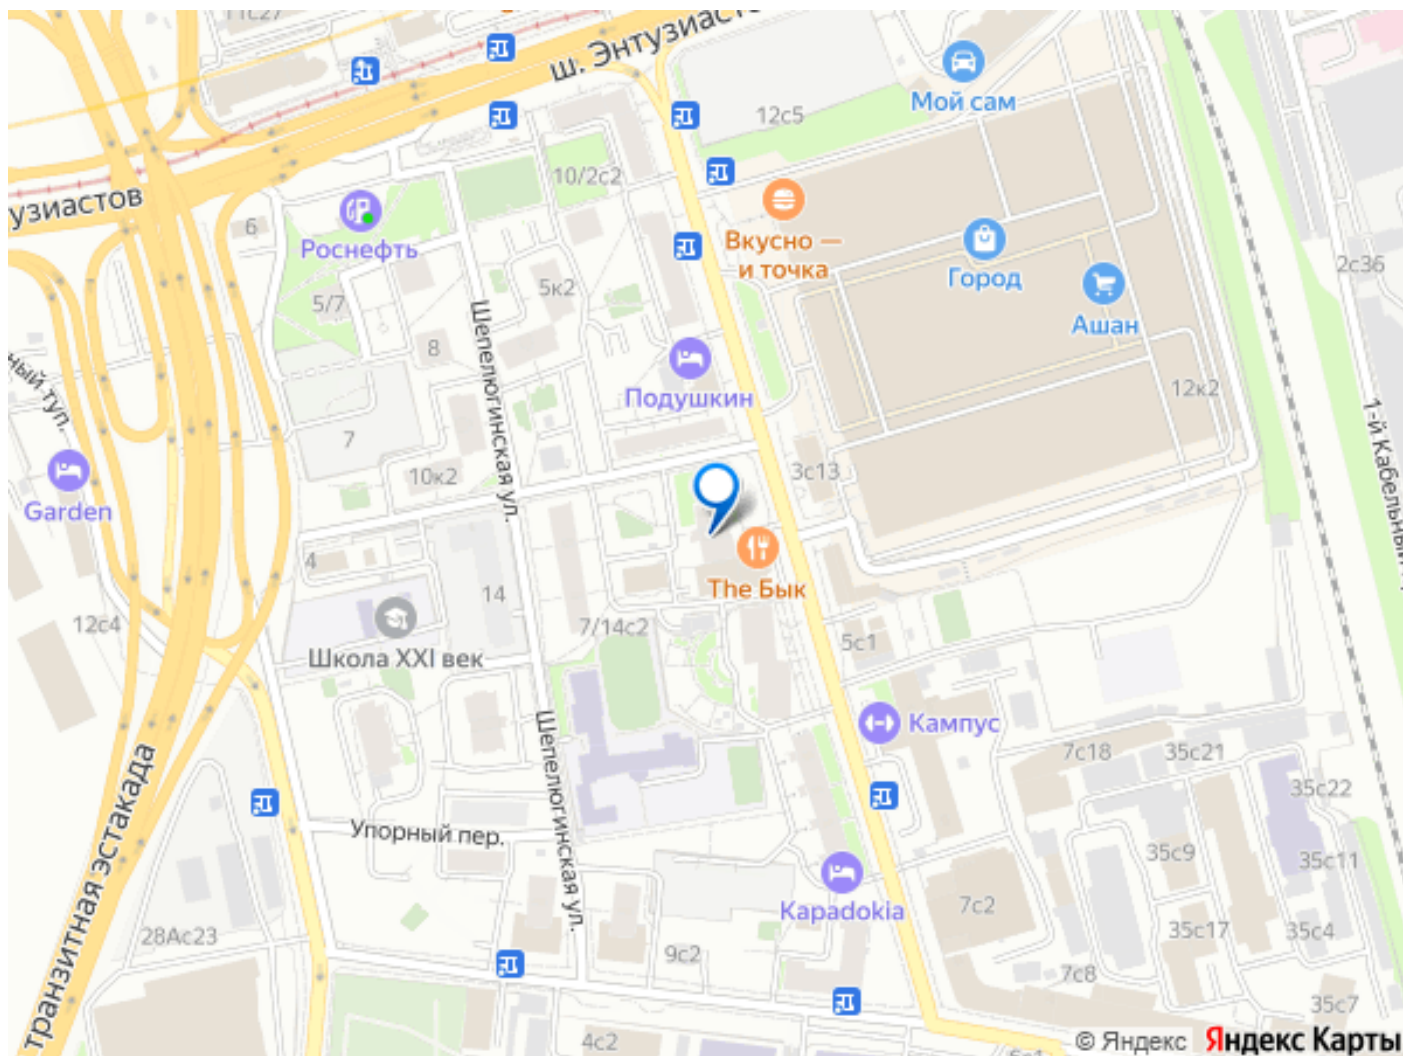 11с27
ш. Энтузиастов
Мой сам
12с5
10/2с2
узиастов
6
Роснефть
Вкусно —
и точка
Город
2с36
5/7
5к2
Ашан
Шепелюгинская ул.
8
ный туп.
Подушкин
12к2
7
1-й Кабельный
10к2
3с13
Garden
4
The Бык
14
12с4
7/14с2
5с1
Школа XXI век
Кампус
7с18
35с21
Шепелюгинская ул.
35с22
транзитная эстакада
Упорный пер.
35с9
35с11
Kapadokia
7с2
28Ас23
35с17
35с4
9с2
7с8
35с7
4с2
© Яндекс Яндекс Карты